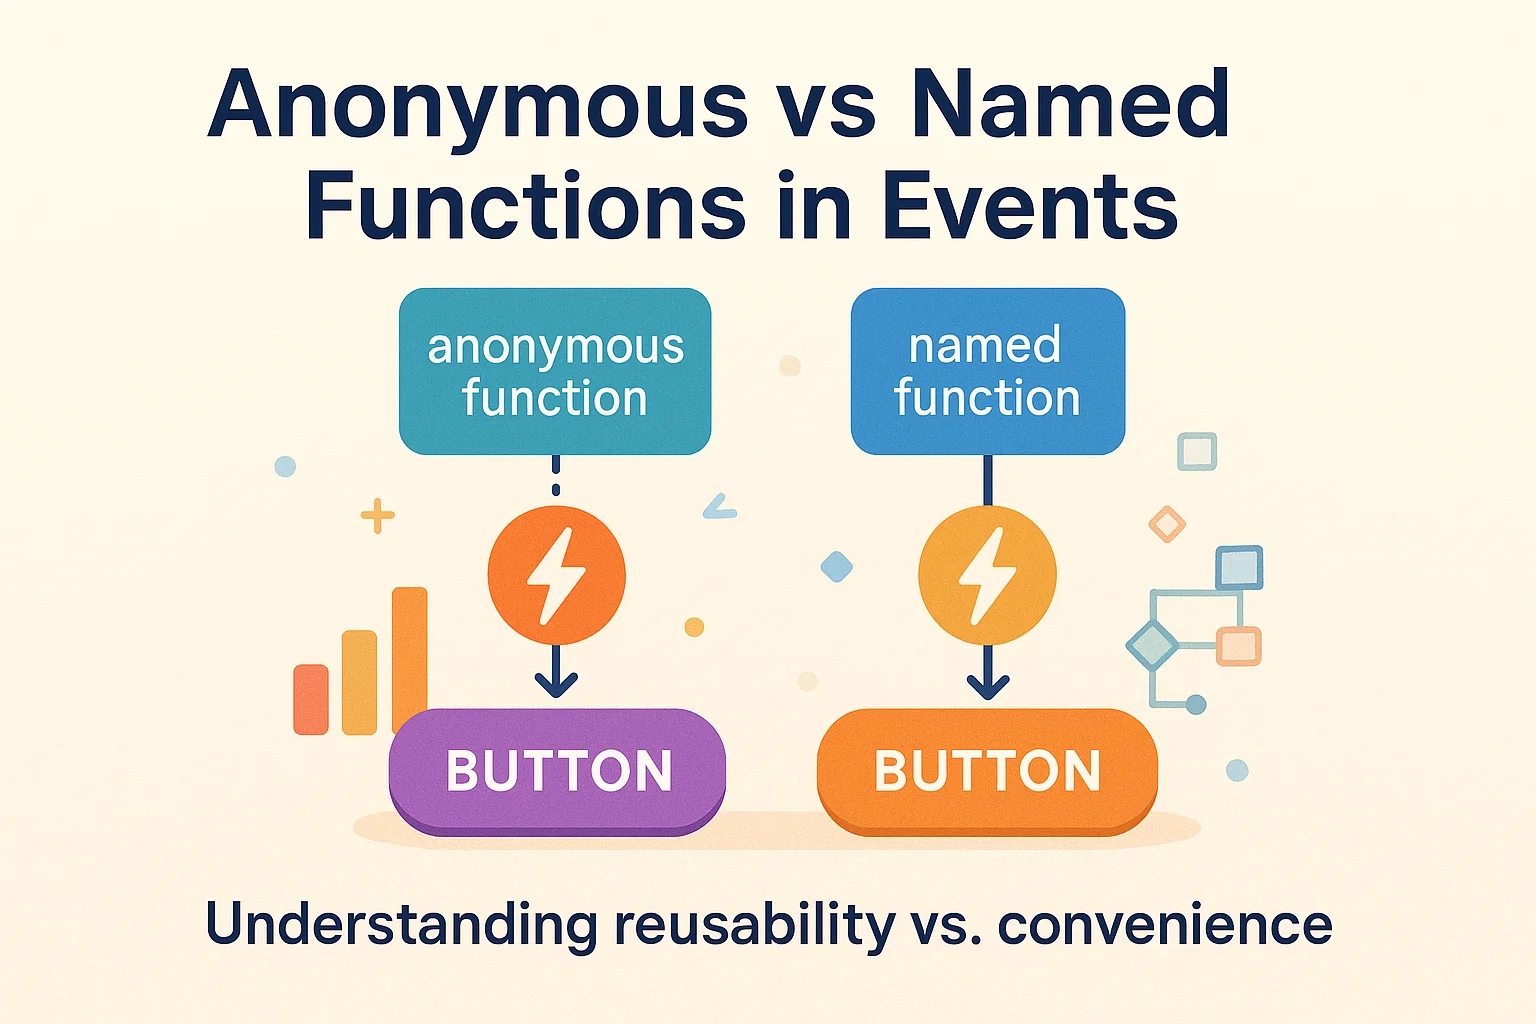 Anonymous vs Named
Functions in Events
anonymous
function
named
function
BUTTON
BUTTON
Understanding reusability vs. convenience